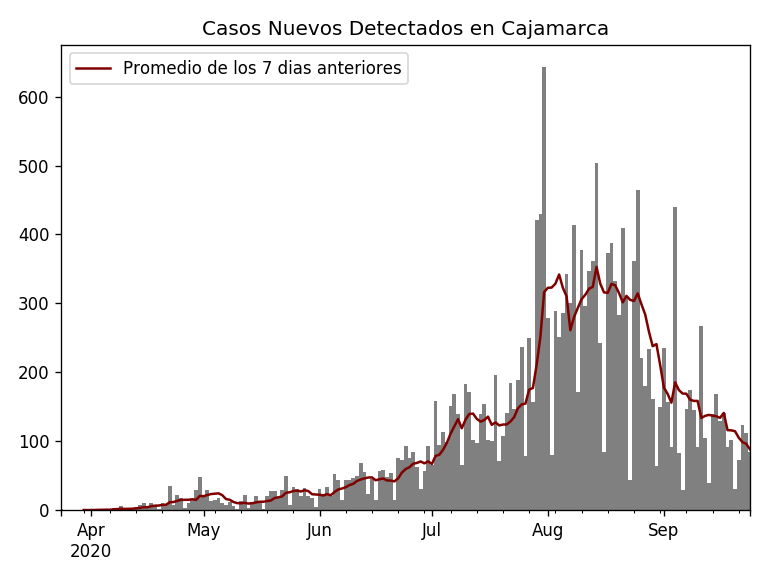 Casos Nuevos Detectados en Cajamarca
Promedio de los 7 dias anteriores
600
500
400
300
200
100
0
Apr May Jun Jul Aug Sep
2020